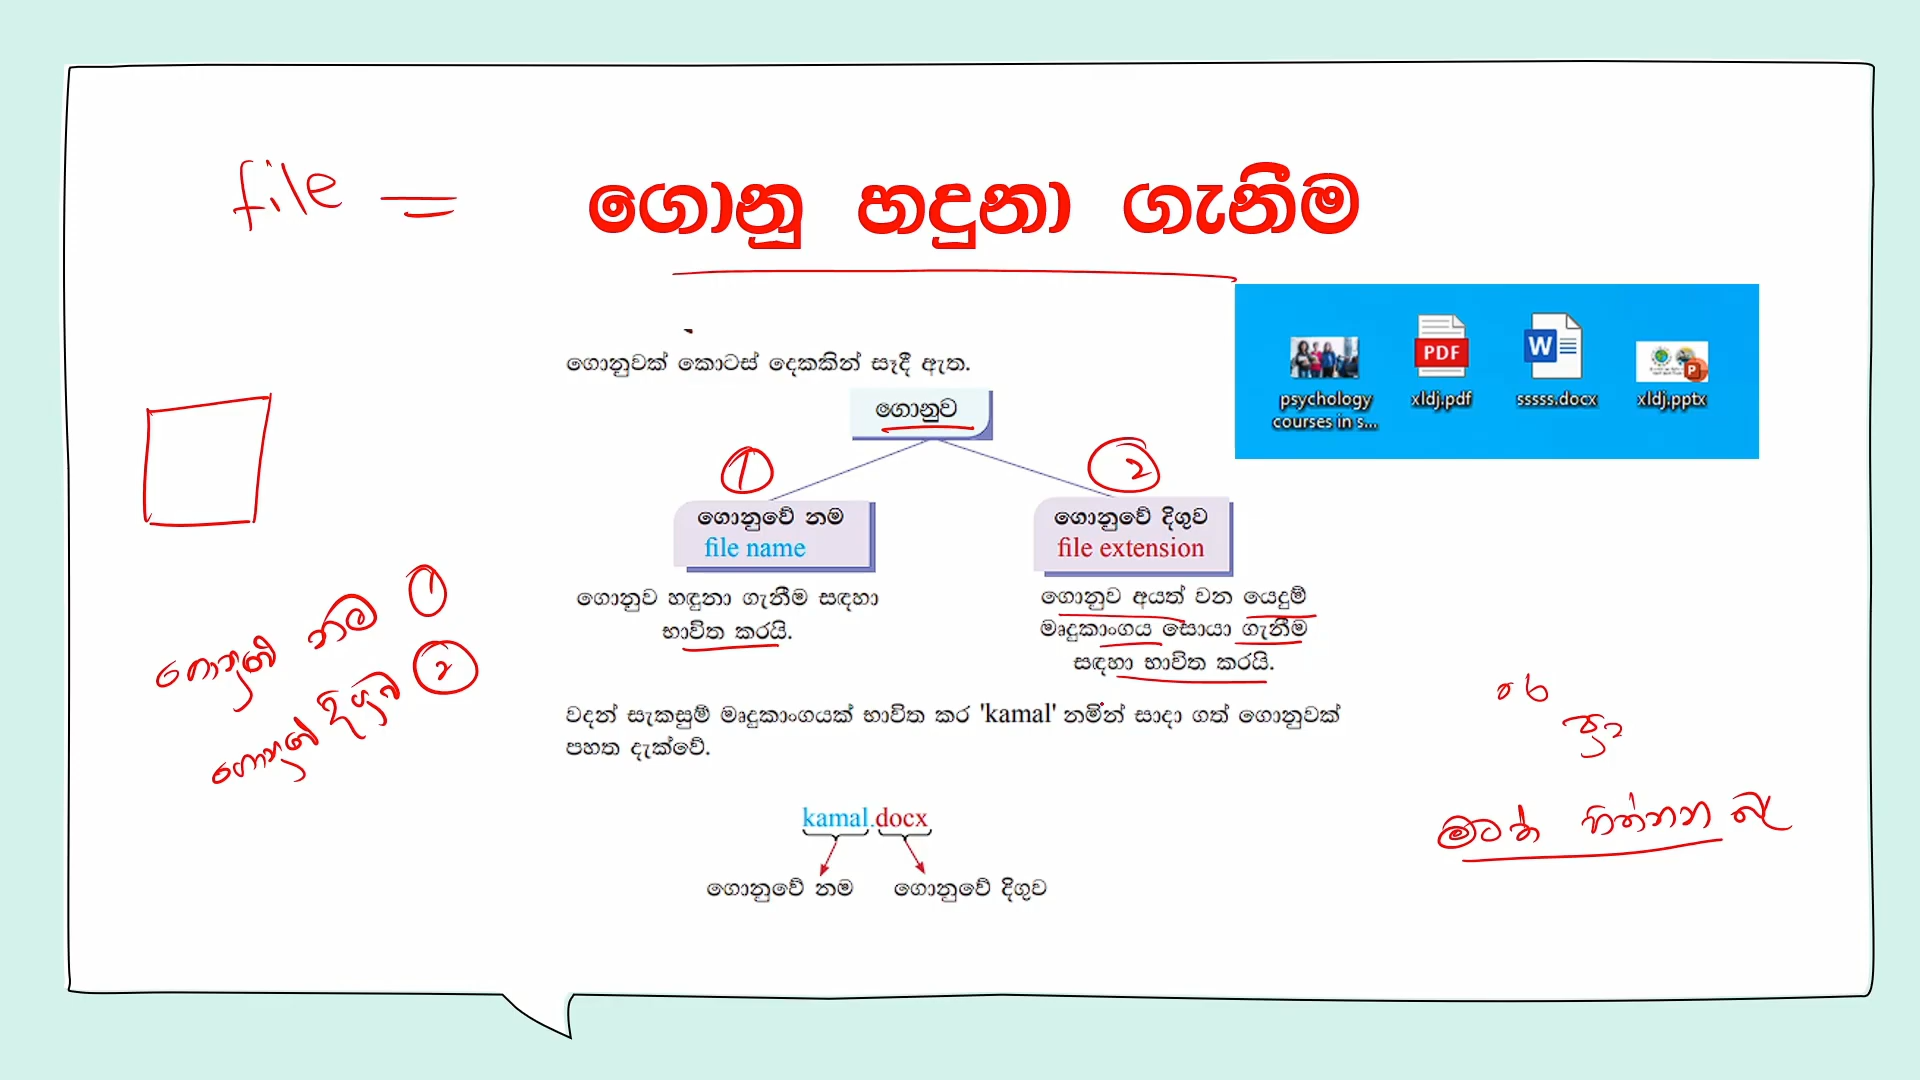 file =
ගොනු හදුනා ගැනීම
ගොනුවක් කොටස් දෙකකින් සෑදී ඇත.
ගොනුව
psychology
courses in s...
xldj.pdf
sssss.docx
xldj.pptx
1
2
ගොනුවේ නම
file name
ගොනුවේ දිගුව
file extension
ගොනුව හඳුනා ගැනීම සඳහා
භාවිත කරයි.
ගොනුව අයත් වන යෙදුම්
මෘදුකාංගය සොයා ගැනීම
සඳහා භාවිත කරයි.
ගොනුවේ නම 1
ගොනුවේ දිගුව 2
වදන් සැකසුම් මෘදුකාංගයක් භාවිත කර 'kamal' නමින් සාදා ගත් ගොනුවක්
පහත දැක්වේ.
kamal.docx
ගොනුවේ නම
ගොනුවේ දිගුව
PDF
W
P